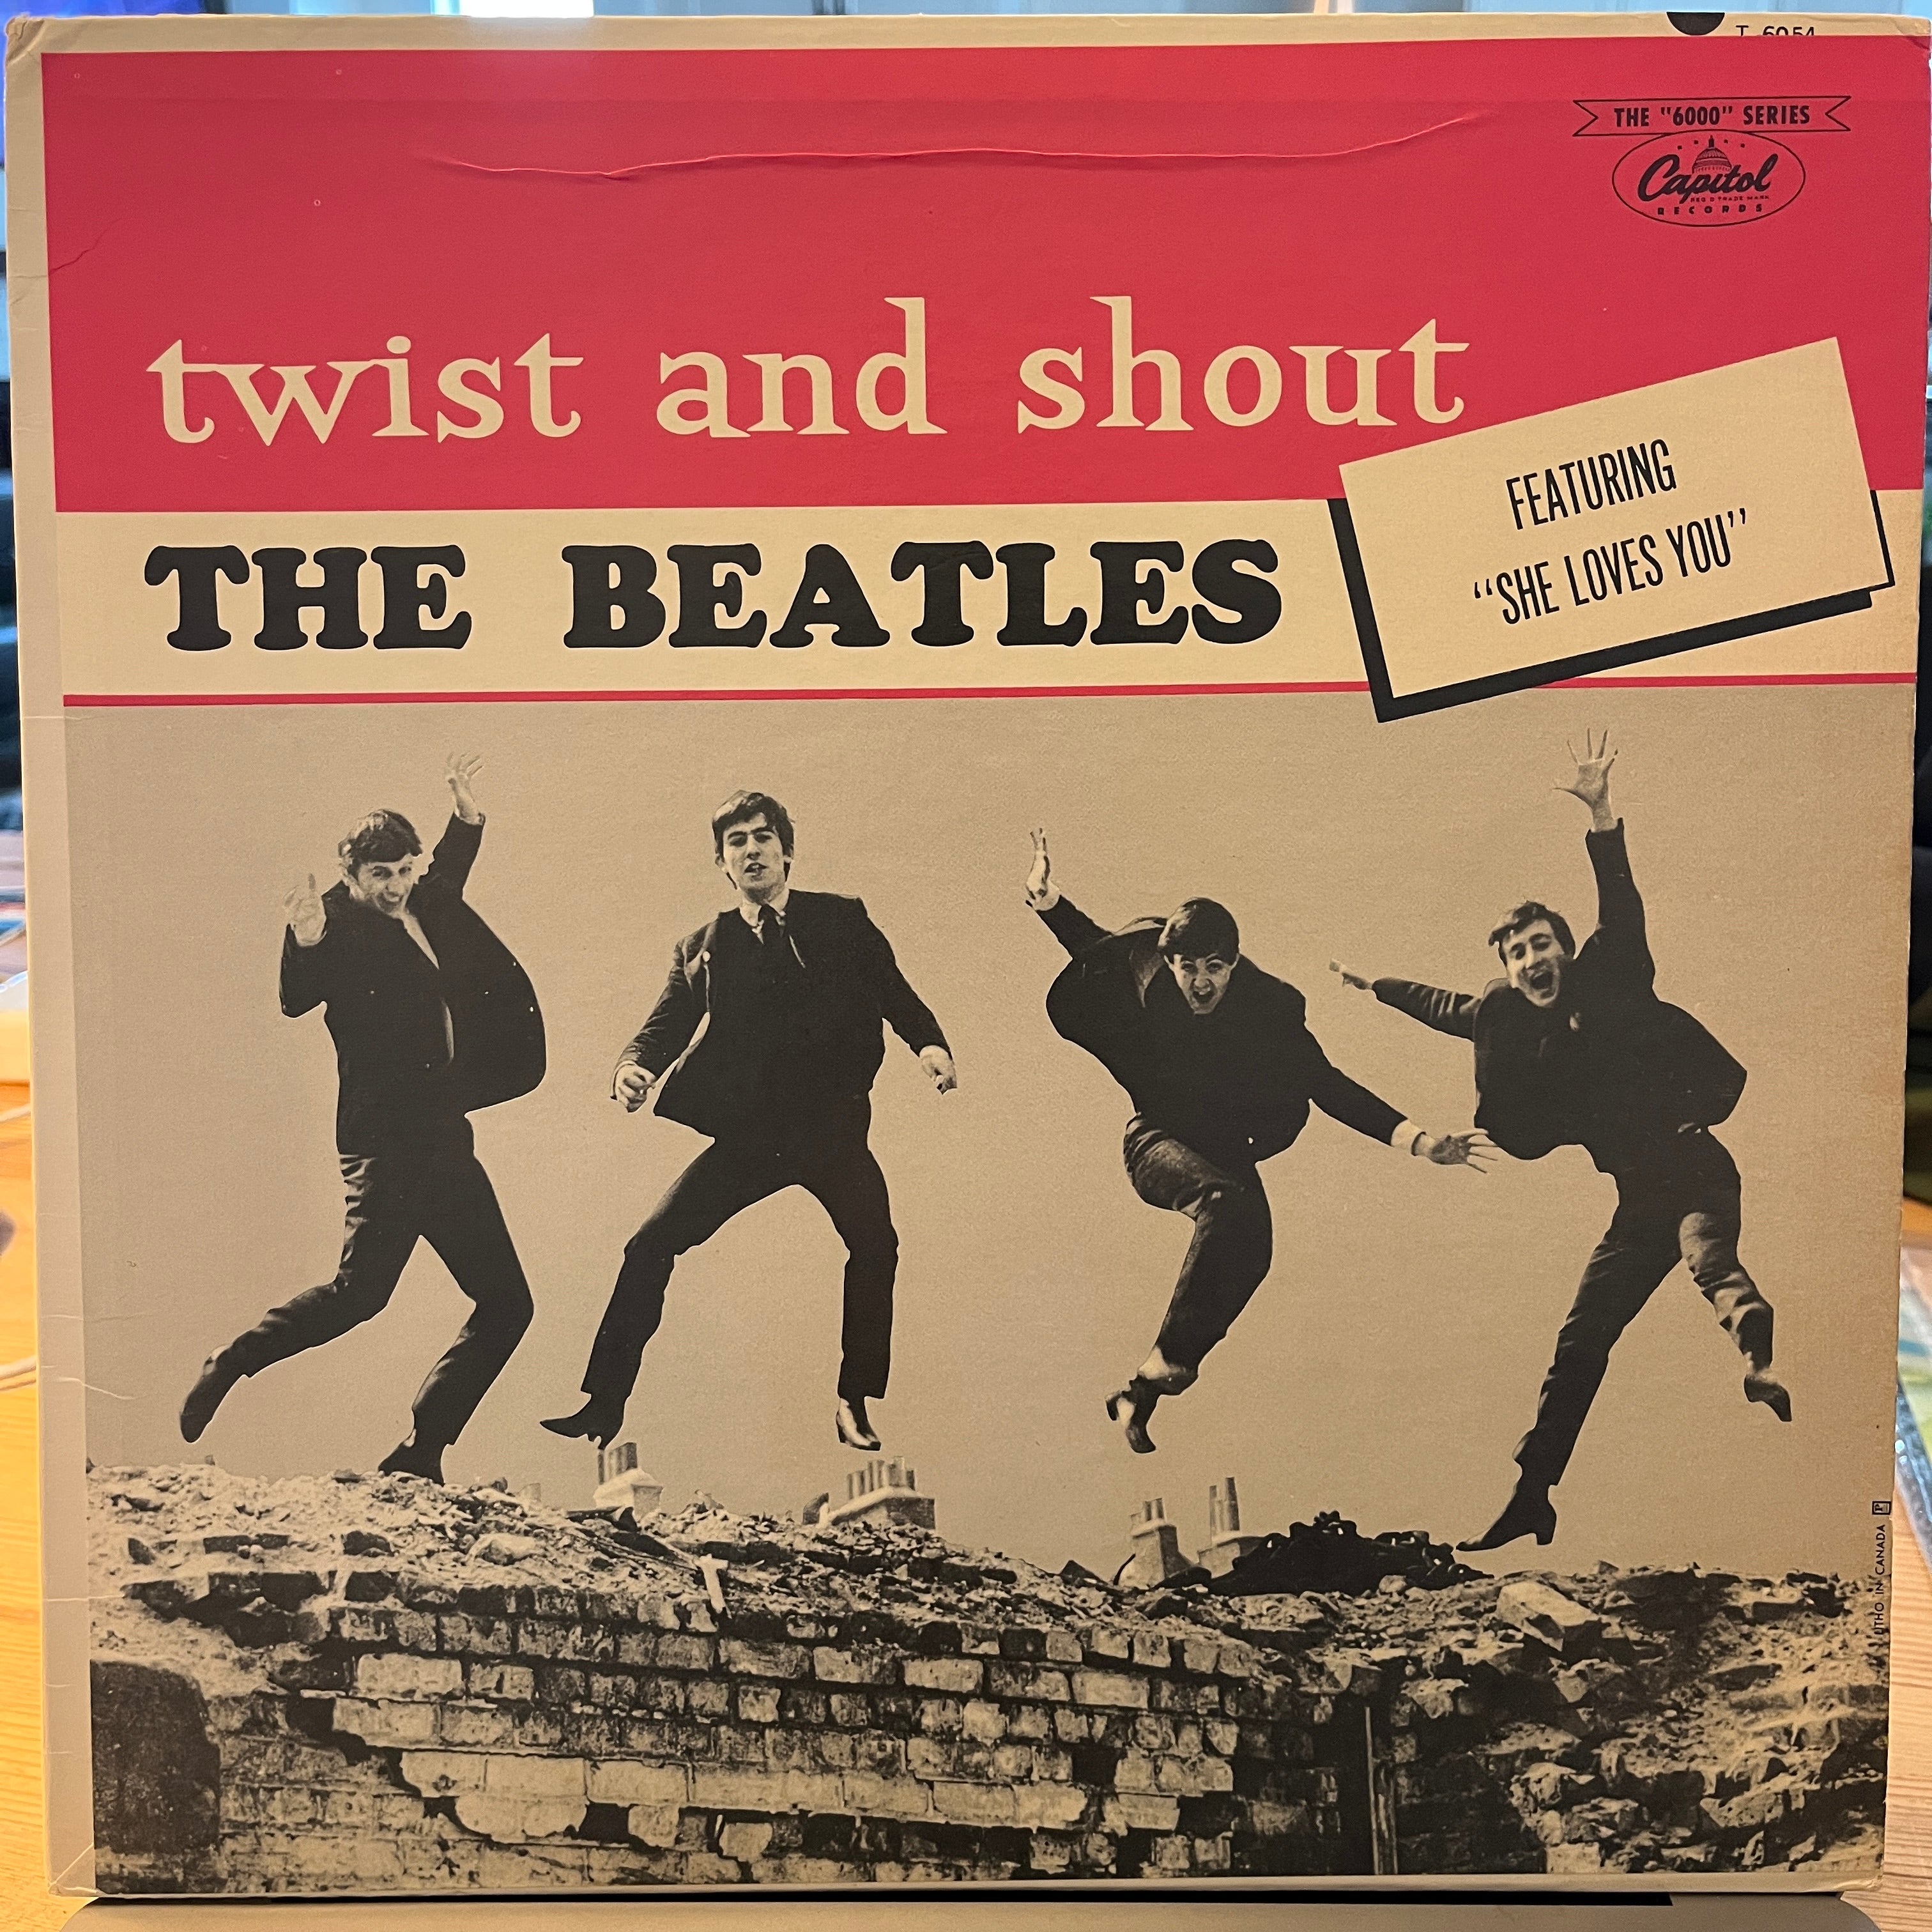 T 6054
THE "6000" SERIES
Capitol
REG'D TRADE MARK
RECORDS
twist and shout
FEATURING
"SHE LOVES YOU"
THE BEATLES
LITHO IN CANADA